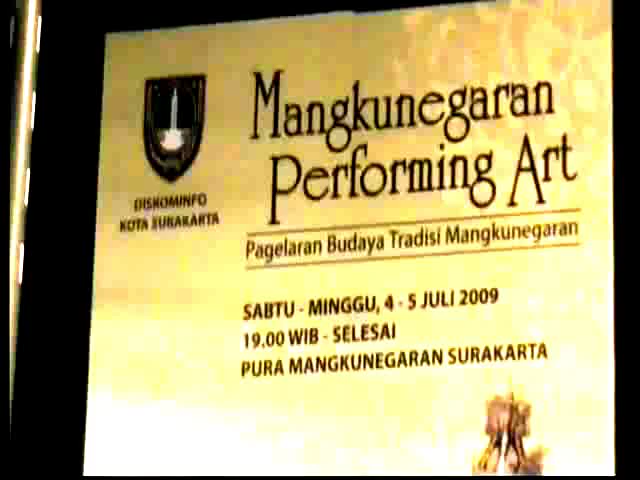 Mangkunegaran
Performing Art
Pagelaran Budaya Tradisi Mangkunegaran
DISKOMINFO
KOTA SURAKARTA
SABTU - MINGGU, 4 - 5 JULI 2009
19.00 WIB - SELESAI
PURA MANGKUNEGARAN SURAKARTA